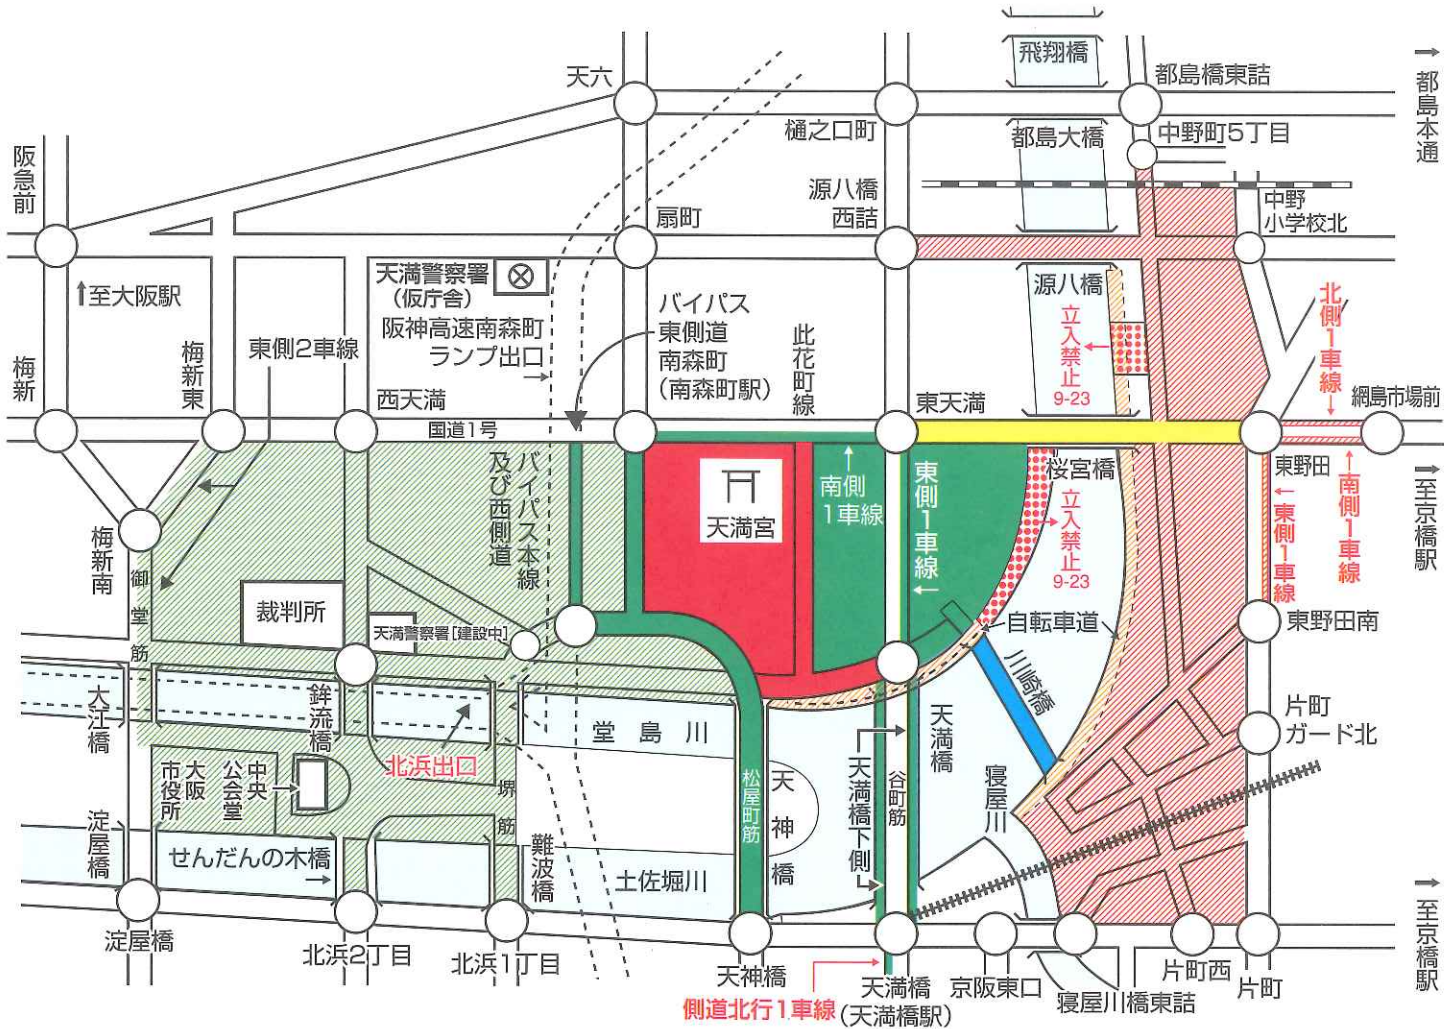 飛翔橋
→都島本通
天六
都島橋東詰
樋之口町
都島大橋
中野町5丁目
阪急前
源八橋
西詰
扇町
中野
小学校北
天満警察署
(仮庁舎)
源八橋
↑至大阪駅
阪神高速南森町
ランプ出口
→
バイパス
東側道
南森町
(南森町駅)
此花町線
立入禁止
9-23
北側1車線
梅新
梅新東
東側2車線
西天満
国道1号
東天満
網島市場前
バイパス本線
及び西側道
天満宮
南側
1車線
東側1車線
桜宮橋
立入禁止
9-23
東野田
東側1車線
南側1車線
→至京橋駅
梅新南
御堂筋
裁判所
天満警察署[建設中]
自転車道
東野田南
川崎橋
大江橋
鉾流橋
堂島川
北浜出口
天満橋
片町
ガード北
大阪
市役所
中央
公会堂
堺筋
松屋町筋
天神橋
天満橋下側
谷町筋
寝屋川
淀屋橋
せんだんの木橋
難波橋
土佐堀川
→至京橋駅
淀屋橋
北浜2丁目
北浜1丁目
天神橋
天満橋
(天満橋駅)
側道北行1車線
京阪東口
寝屋川橋東詰
片町西
片町